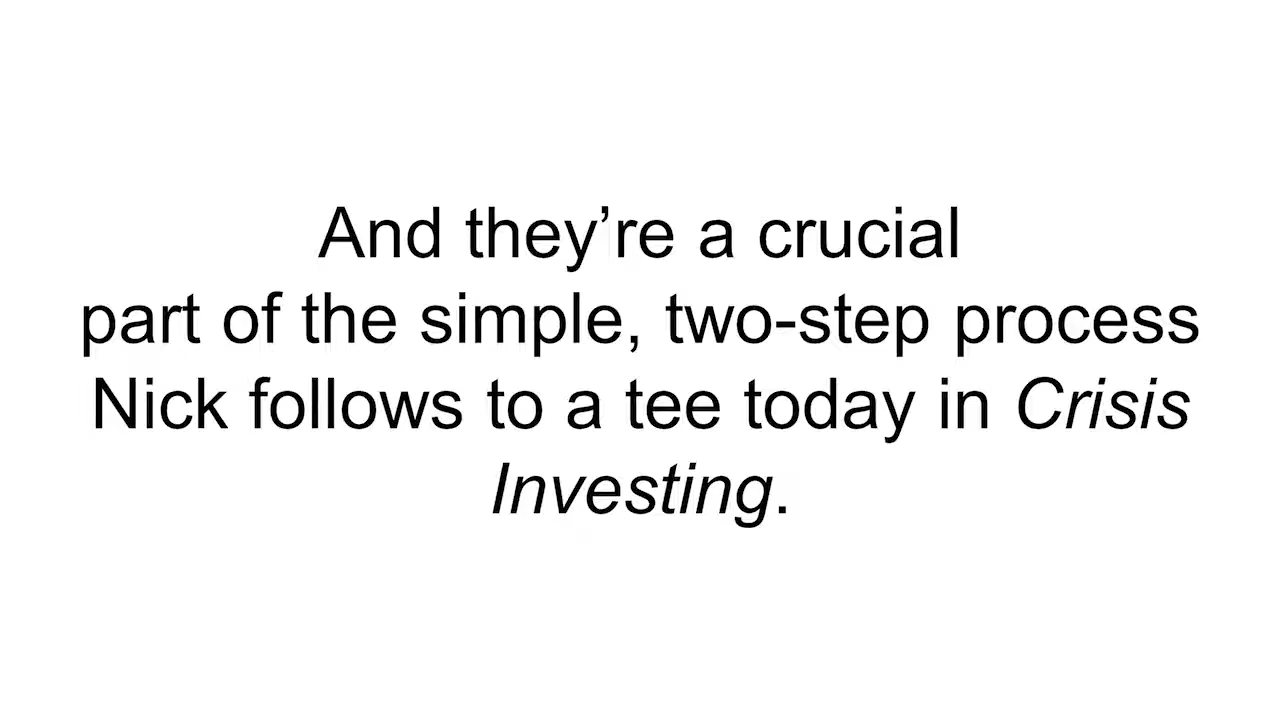 And they’re a crucial
part of the simple, two-step process
Nick follows to a tee today in Crisis
Investing.